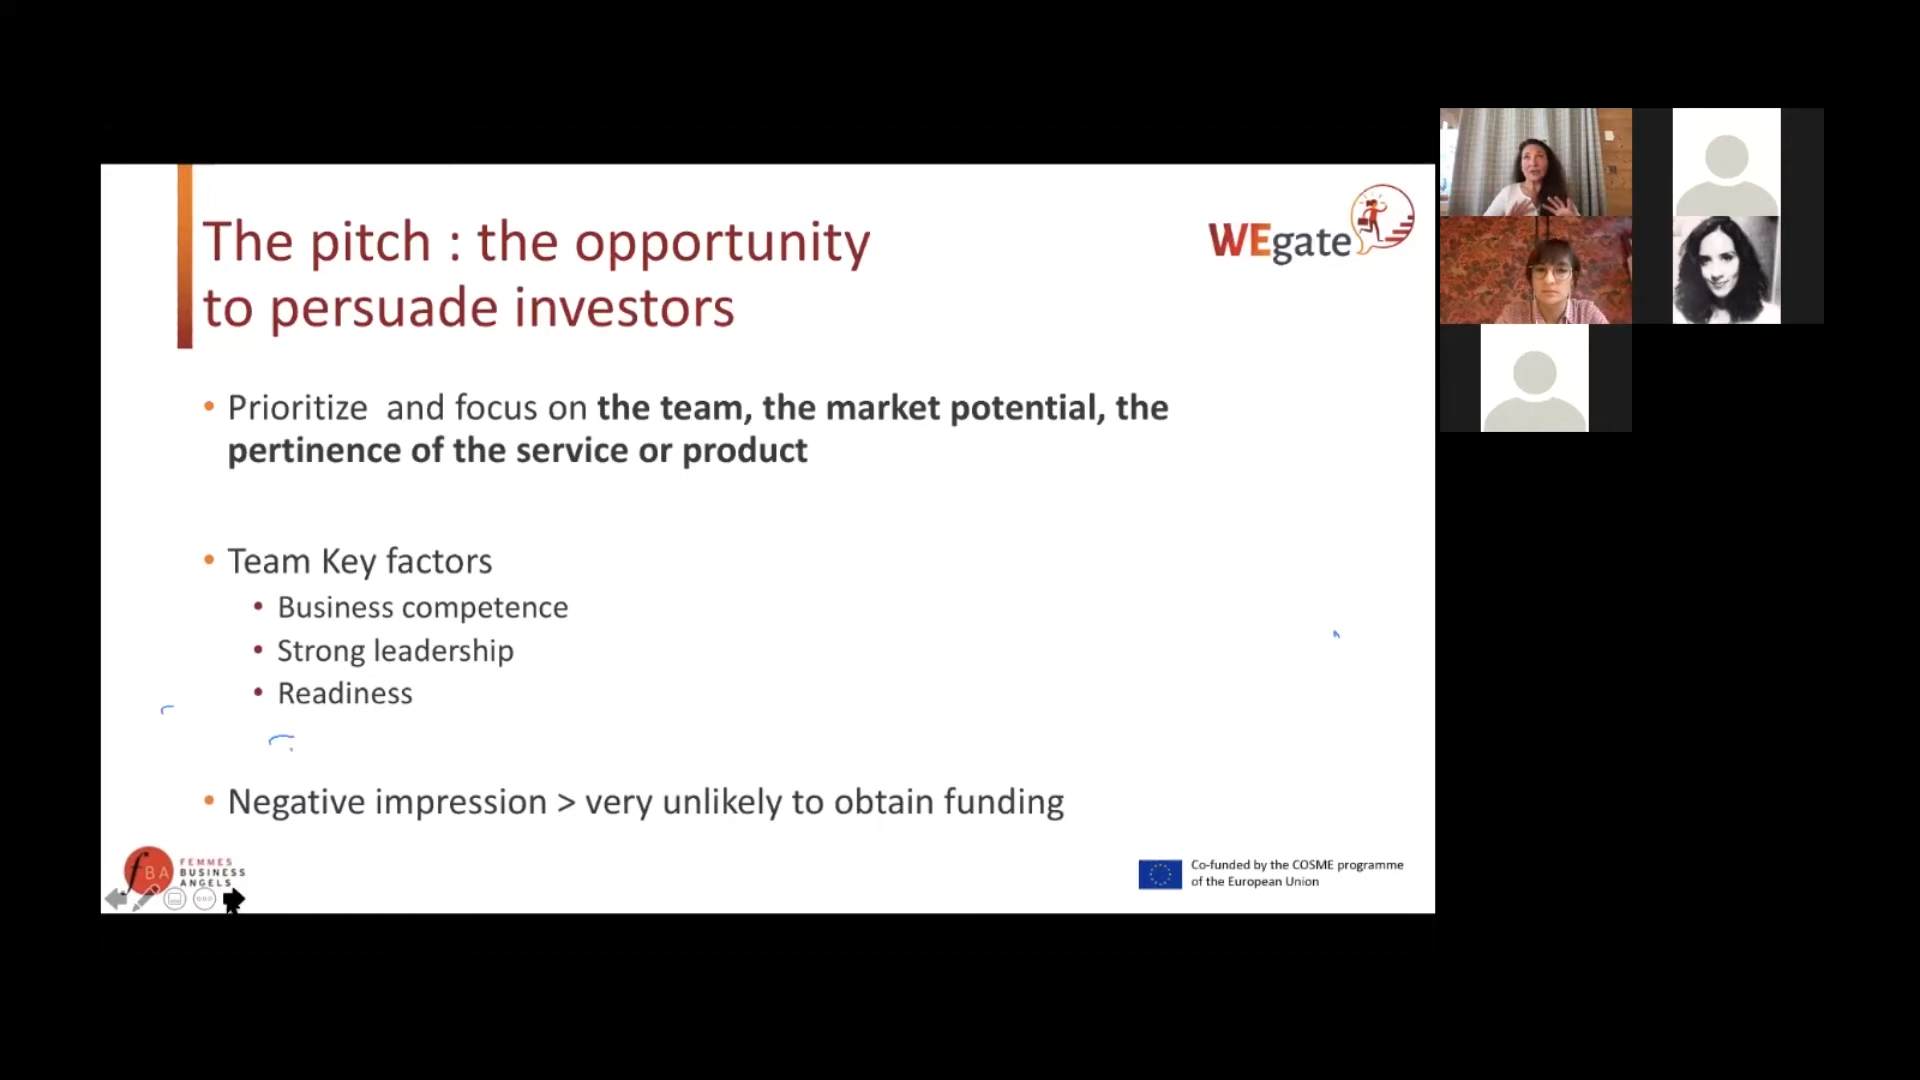 The pitch : the opportunity
to persuade investors
WEgate
• Prioritize and focus on the team, the market potential, the
pertinence of the service or product
• Team Key factors
• Business competence
• Strong leadership
• Readiness
• Negative impression > very unlikely to obtain funding
fBA
FEMMES
BUSINESS
ANGELS
Co-funded by the COSME programme
of the European Union